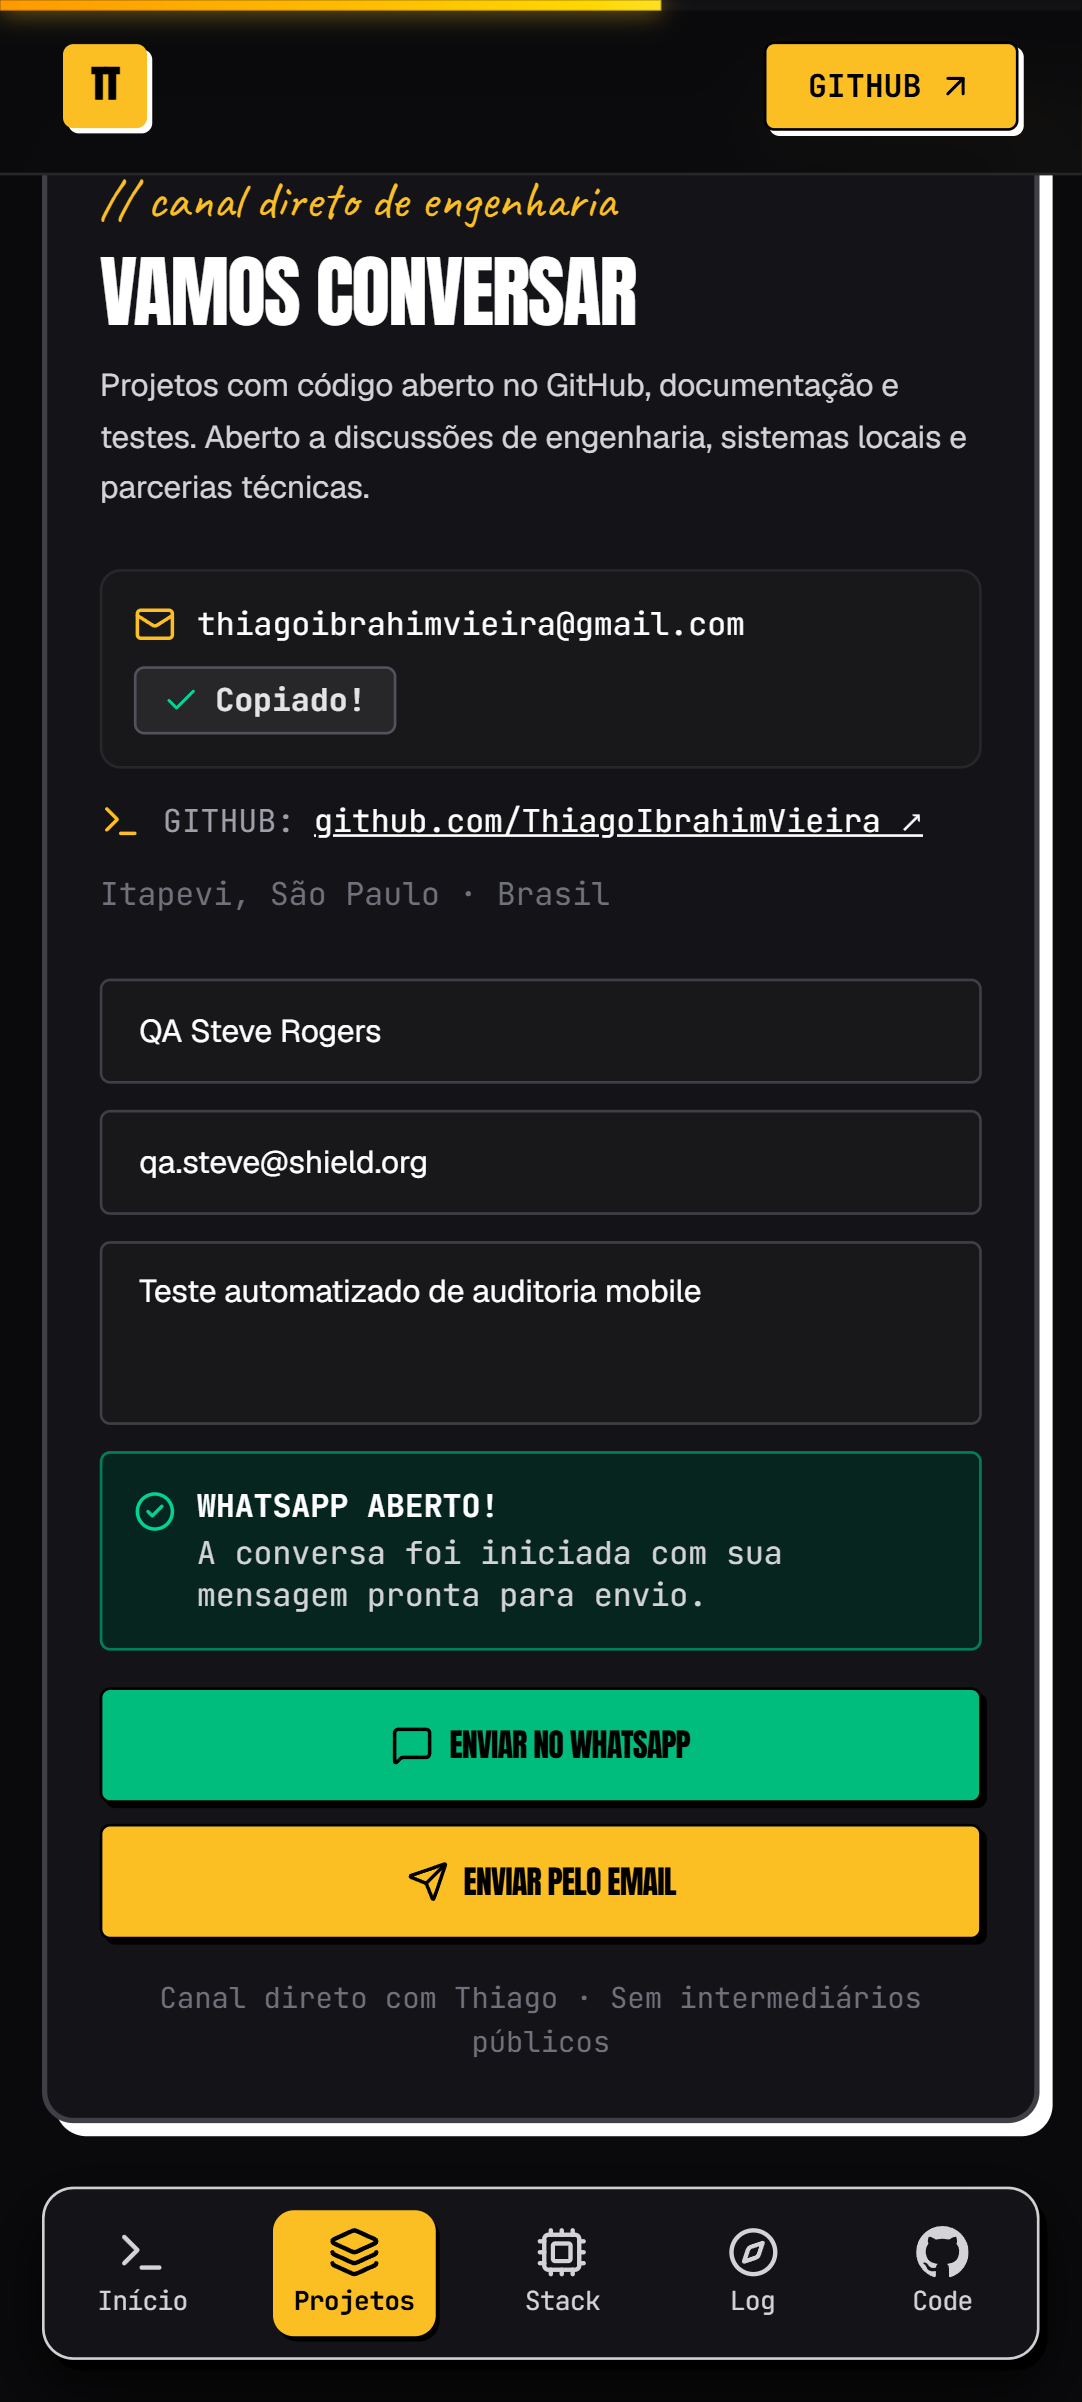 π
GITHUB ↗
// canal direto de engenharia
VAMOS CONVERSAR
Projetos com código aberto no GitHub, documentação e
testes. Aberto a discussões de engenharia, sistemas locais e
parcerias técnicas.
thiagoibrahimvieira@gmail.com
Copiado!
GITHUB: github.com/ThiagoIbrahimVieira ↗
Itapevi, São Paulo · Brasil
QA Steve Rogers
qa.steve@shield.org
Teste automatizado de auditoria mobile
WHATSAPP ABERTO!
A conversa foi iniciada com sua
mensagem pronta para envio.
ENVIAR NO WHATSAPP
ENVIAR PELO EMAIL
Canal direto com Thiago · Sem intermediários
públicos
Início
Projetos
Stack
Log
Code